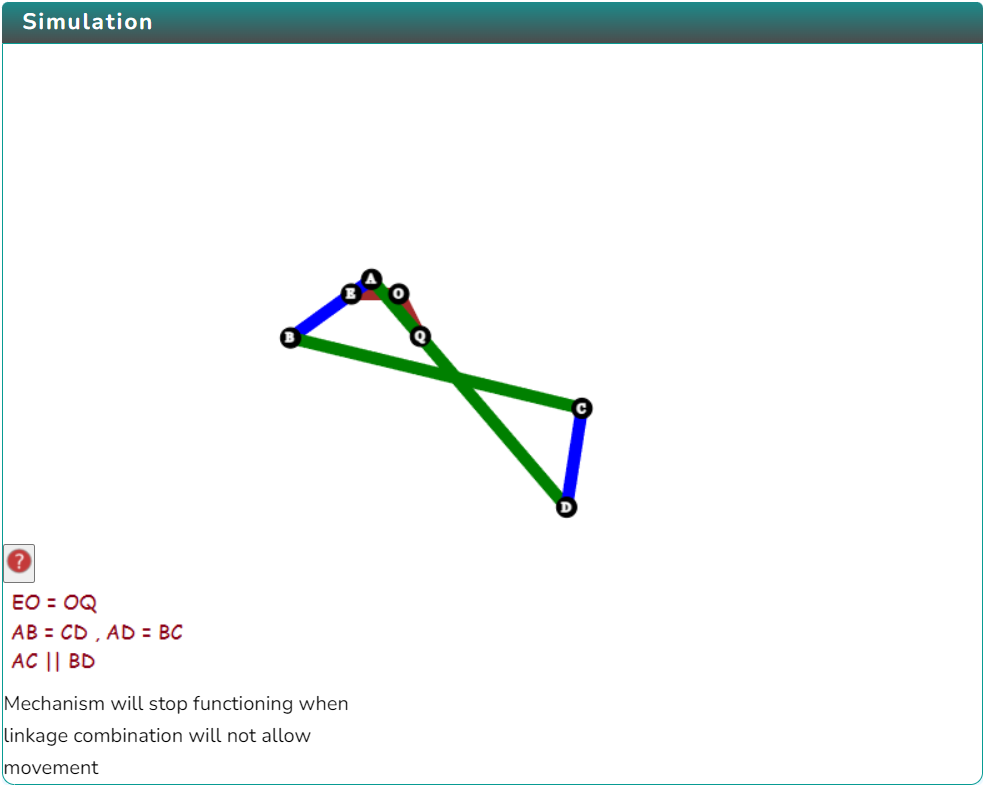 Simulation
A
E
O
B
Q
C
D
?
EO = OQ
AB = CD , AD = BC
AC || BD
Mechanism will stop functioning when
linkage combination will not allow
movement